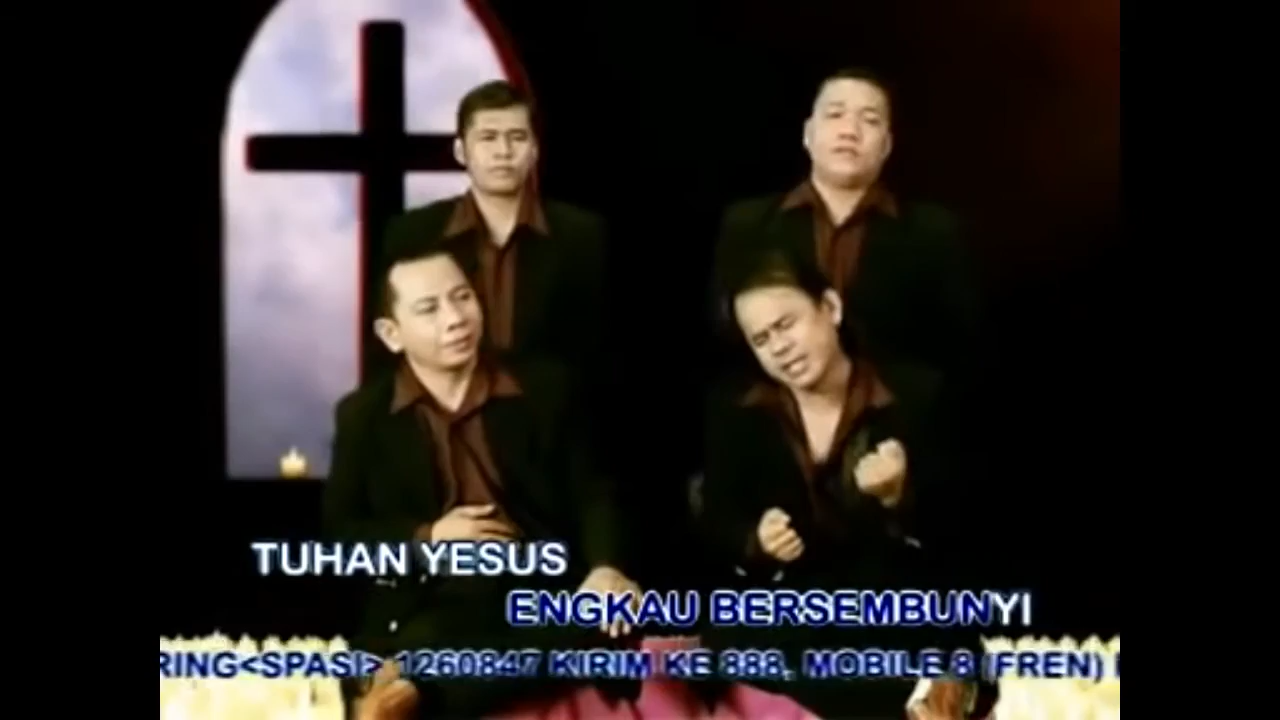 TUHAN YESUS
ENGKAU BERSEMBUNYI
RING<SPASI> 1260847 KIRIM KE 888, MOBILE 8 (FREN)